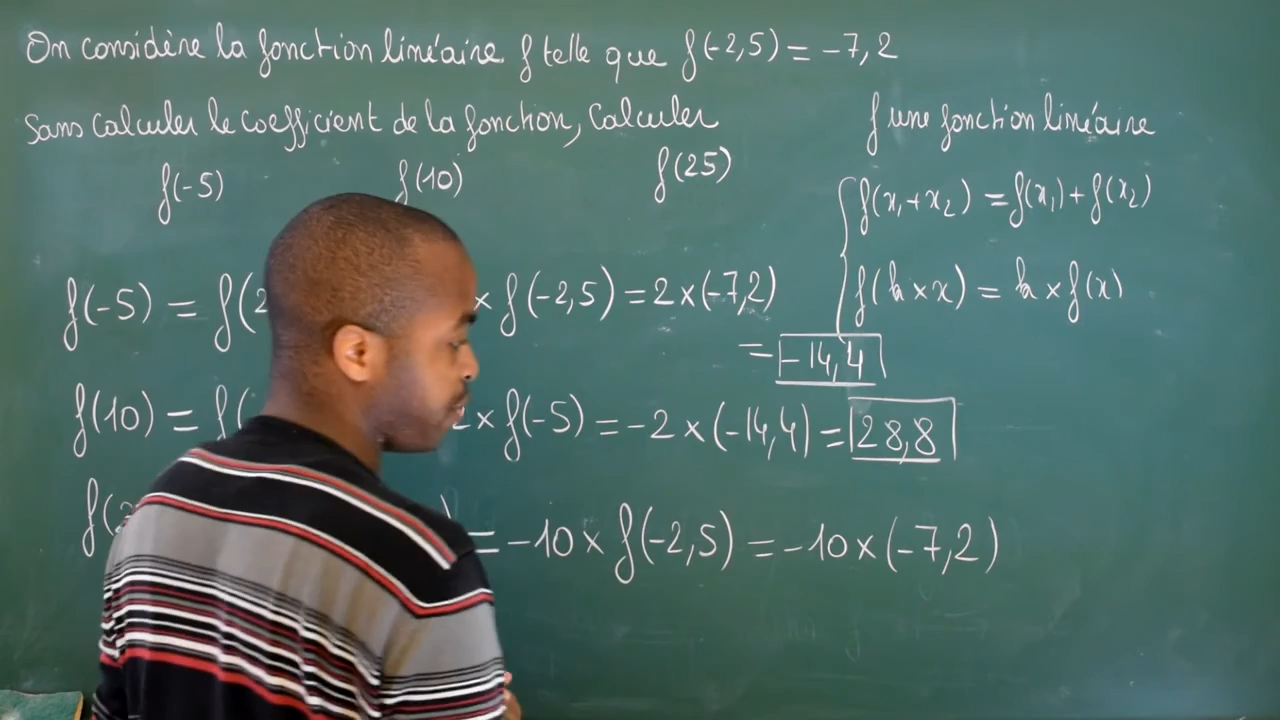 On considère la fonction linéaire f telle que f(-2,5) = -7,2
Sans calculer le coefficient de la fonction, Calculer
f(-5) f(10) f(25)
f une fonction linéaire
f(x₁+x₂) = f(x₁) + f(x₂)
f(k×x) = k×f(x)
f(-5) = f(2 × f(-2,5) = 2×(-7,2)
= -14,4
f(10) = f( 2×f(-5) = -2×(-14,4) = 28,8
f(2 ) = -10× f(-2,5) = -10×(-7,2)